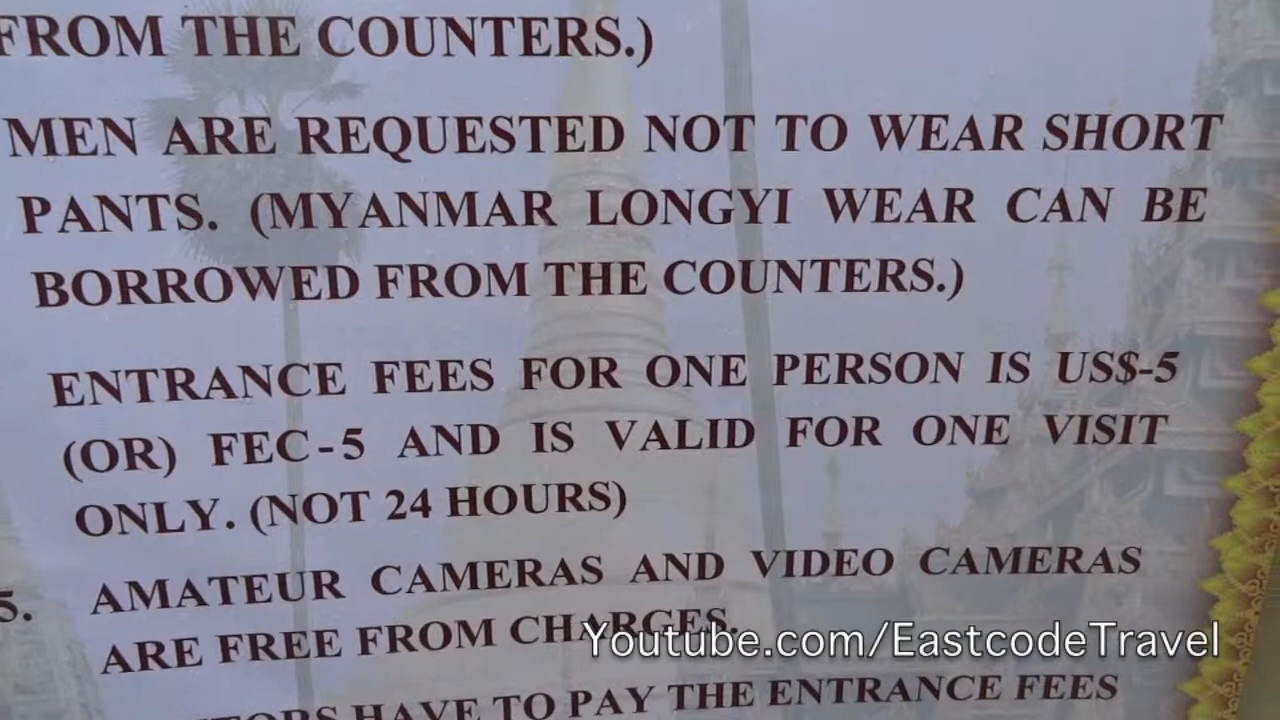 FROM THE COUNTERS.)
MEN ARE REQUESTED NOT TO WEAR SHORT
PANTS. (MYANMAR LONGYI WEAR CAN BE
BORROWED FROM THE COUNTERS.)
ENTRANCE FEES FOR ONE PERSON IS US$-5
(OR) FEC-5 AND IS VALID FOR ONE VISIT
ONLY. (NOT 24 HOURS)
5. AMATEUR CAMERAS AND VIDEO CAMERAS
ARE FREE FROM CHARGES.
Youtube.com/EastcodeTravel
HAVE TO PAY THE ENTRANCE FEES